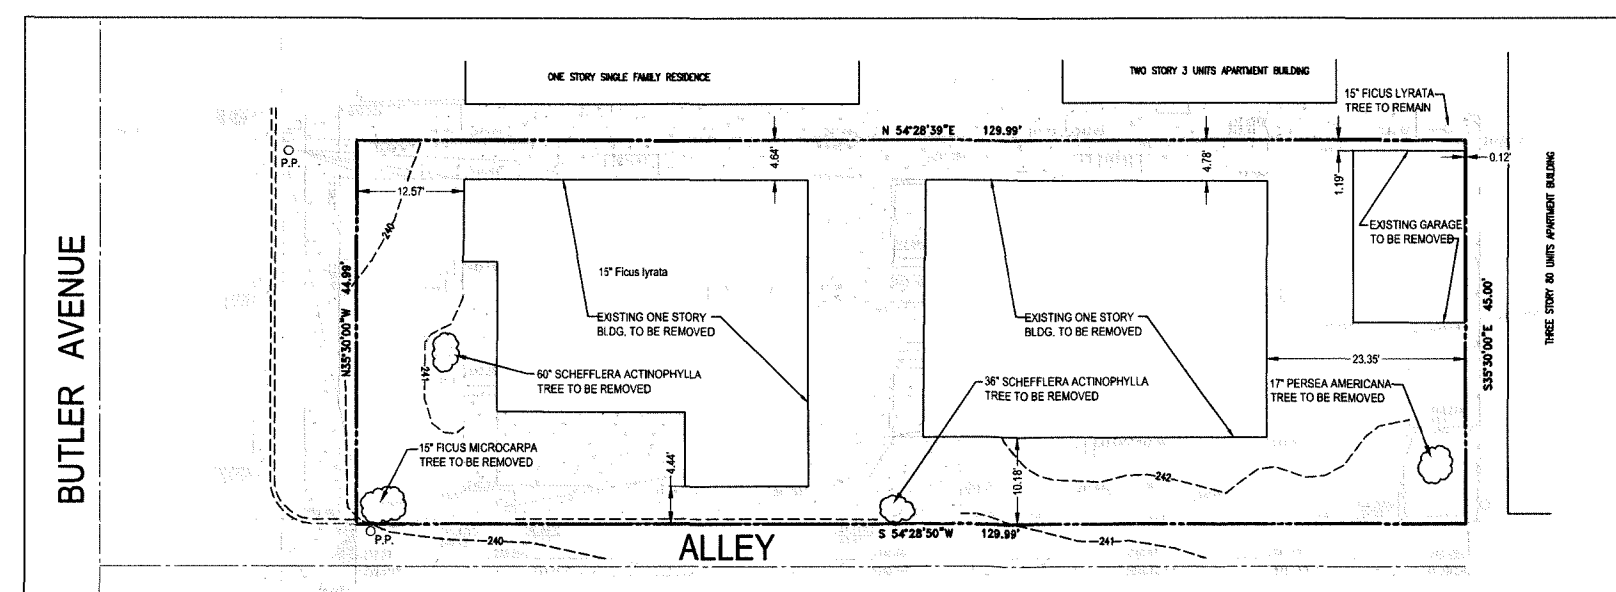 ONE STORY SINGLE FAMILY RESIDENCE
TWO STORY 3 UNITS APARTMENT BUILDING
15" FICUS LYRATA
TREE TO REMAIN
N 54°28'39"E 129.99'
P.P.
4.64'
4.78'
1.19'
0.12'
12.57'
240
THREE STORY 80 UNITS APARTMENT BUILDING
EXISTING GARAGE
TO BE REMOVED
BUTLER AVENUE
N35°30'00"W 44.99'
15" Ficus lyrata
EXISTING ONE STORY
BLDG. TO BE REMOVED
EXISTING ONE STORY
BLDG. TO BE REMOVED
S35°30'00"E 45.00'
23.35'
241
60" SCHEFFLERA ACTINOPHYLLA
TREE TO BE REMOVED
36" SCHEFFLERA ACTINOPHYLLA
TREE TO BE REMOVED
17" PERSEA AMERICANA
TREE TO BE REMOVED
15" FICUS MICROCARPA
TREE TO BE REMOVED
4.44'
10.18'
242
P.P.
240
ALLEY
S 54°28'50"W 129.99'
241